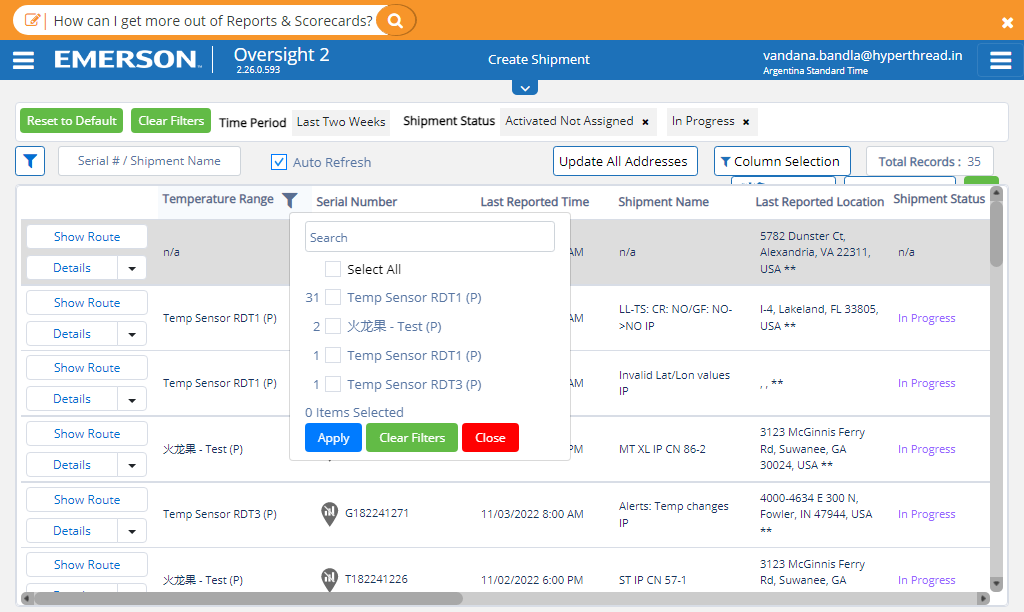 How can I get more out of Reports & Scorecards?
EMERSON
Oversight 2
2.26.0.593
Create Shipment
vandana.bandla@hyperthread.in
Argentina Standard Time
Reset to Default
Clear Filters
Time Period
Last Two Weeks
Shipment Status
Activated Not Assigned ×
In Progress ×
Serial # / Shipment Name
Auto Refresh
Update All Addresses
Column Selection
Total Records : 35
Temperature Range
Serial Number
Last Reported Time
Shipment Name
Last Reported Location
Shipment Status
Show Route
Details
n/a
AM
n/a
5782 Dunster Ct,
Alexandria, VA 22311,
USA **
n/a
Show Route
Details
Temp Sensor RDT1 (P)
AM
LL-TS: CR: NO/GF: NO-
>NO IP
I-4, Lakeland, FL 33805,
USA **
In Progress
Show Route
Details
Temp Sensor RDT1 (P)
AM
Invalid Lat/Lon values
IP
, , **
In Progress
Show Route
Details
火龙果 - Test (P)
PM
MT XL IP CN 86-2
3123 McGinnis Ferry
Rd, Suwanee, GA
30024, USA **
In Progress
Show Route
Details
Temp Sensor RDT3 (P)
G182241271
11/03/2022 8:00 AM
Alerts: Temp changes
IP
4000-4634 E 300 N,
Fowler, IN 47944, USA
**
In Progress
Show Route
火龙果 - Test (P)
T182241226
11/02/2022 6:00 PM
ST IP CN 57-1
3123 McGinnis Ferry
Rd, Suwanee, GA
In Progress
Search
Select All
31 Temp Sensor RDT1 (P)
2 火龙果 - Test (P)
1 Temp Sensor RDT1 (P)
1 Temp Sensor RDT3 (P)
0 Items Selected
Apply
Clear Filters
Close